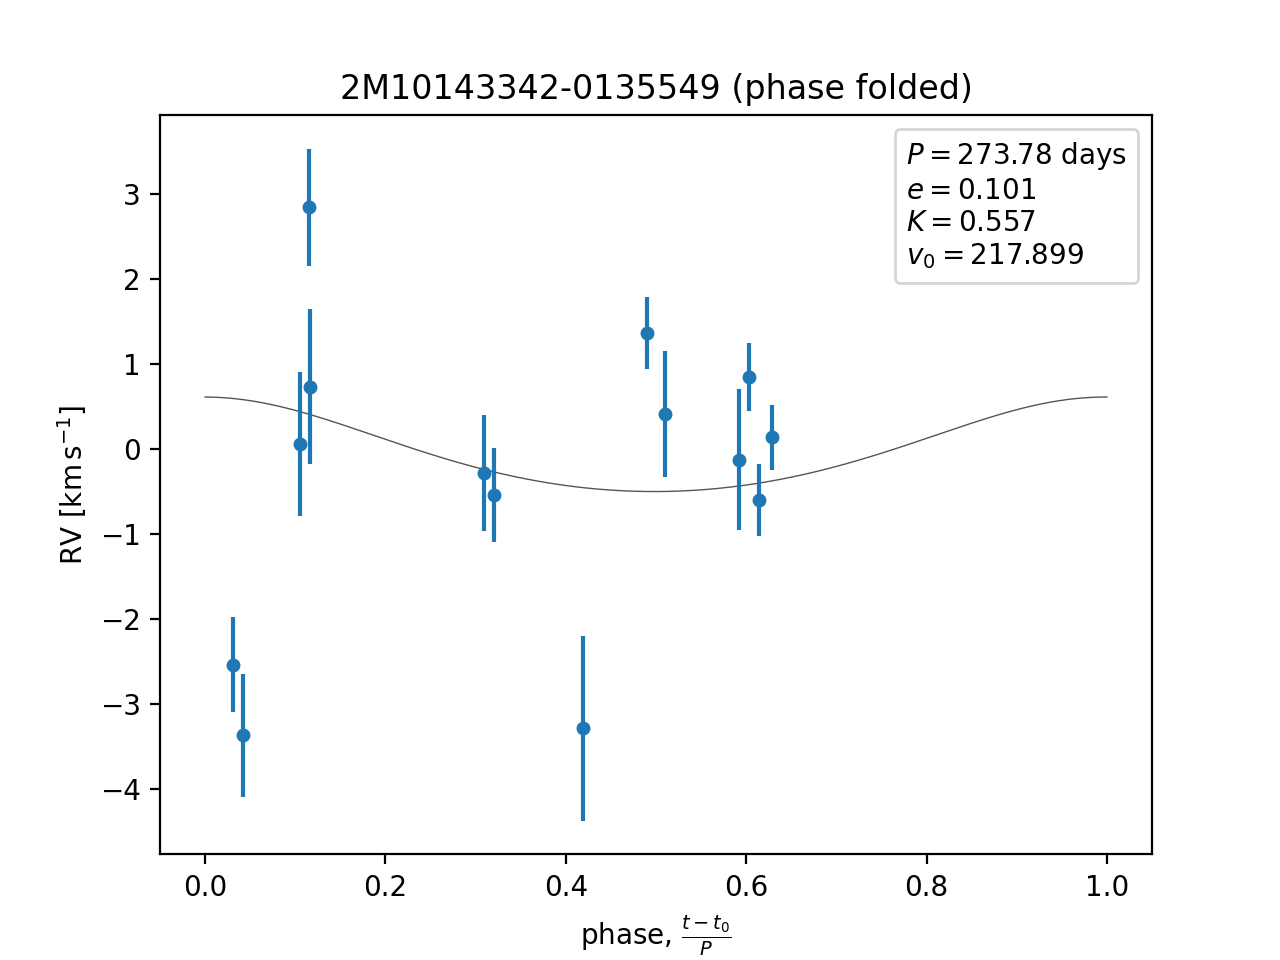 2M10143342-0135549 (phase folded)
P = 273.78 days
e = 0.101
K = 0.557
v₀ = 217.899
3
2
1
0
−1
−2
−3
−4
RV [km s⁻¹]
0.0 0.2 0.4 0.6 0.8 1.0
phase, (t − t₀)/P